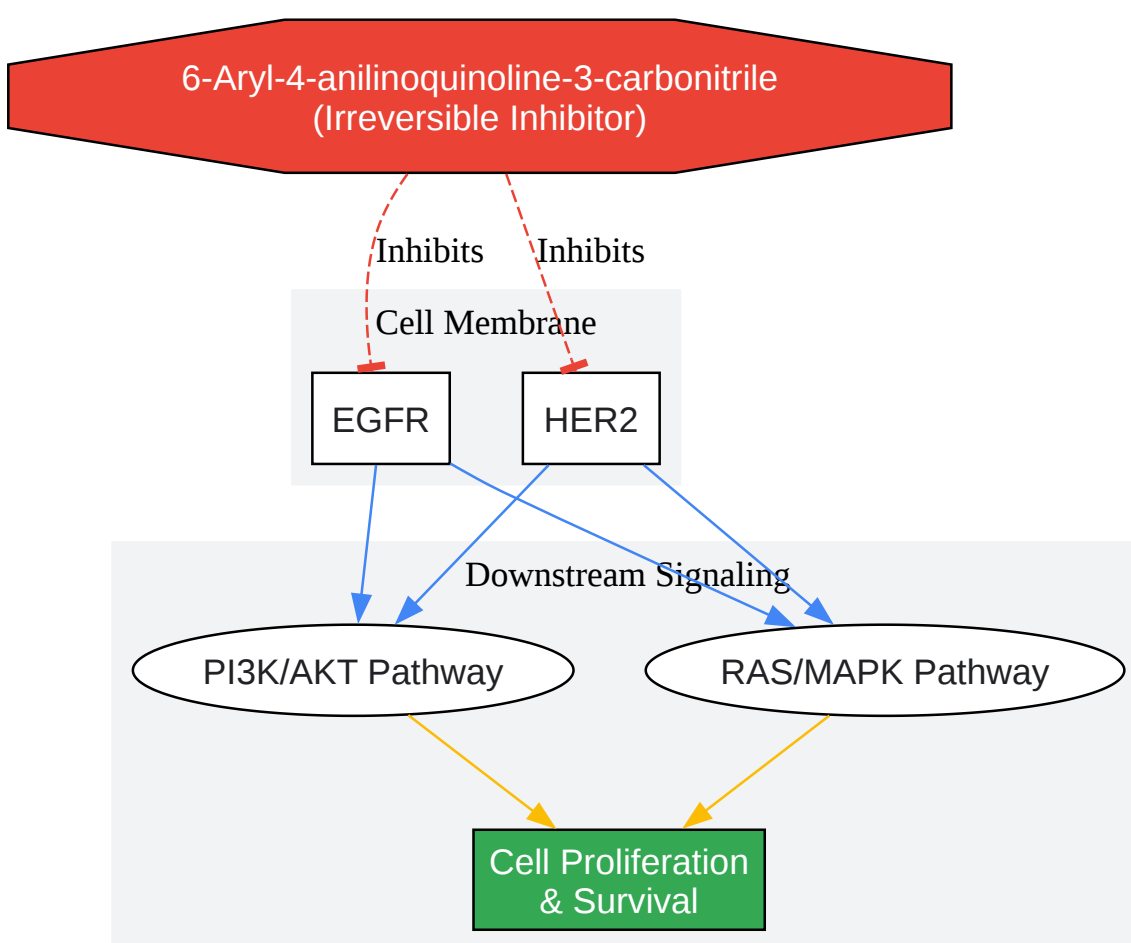 6-Aryl-4-anilinoquinoline-3-carbonitrile
(Irreversible Inhibitor)
Inhibits
Inhibits
Cell Membrane
EGFR
HER2
Downstream Signaling
PI3K/AKT Pathway
RAS/MAPK Pathway
Cell Proliferation
& Survival